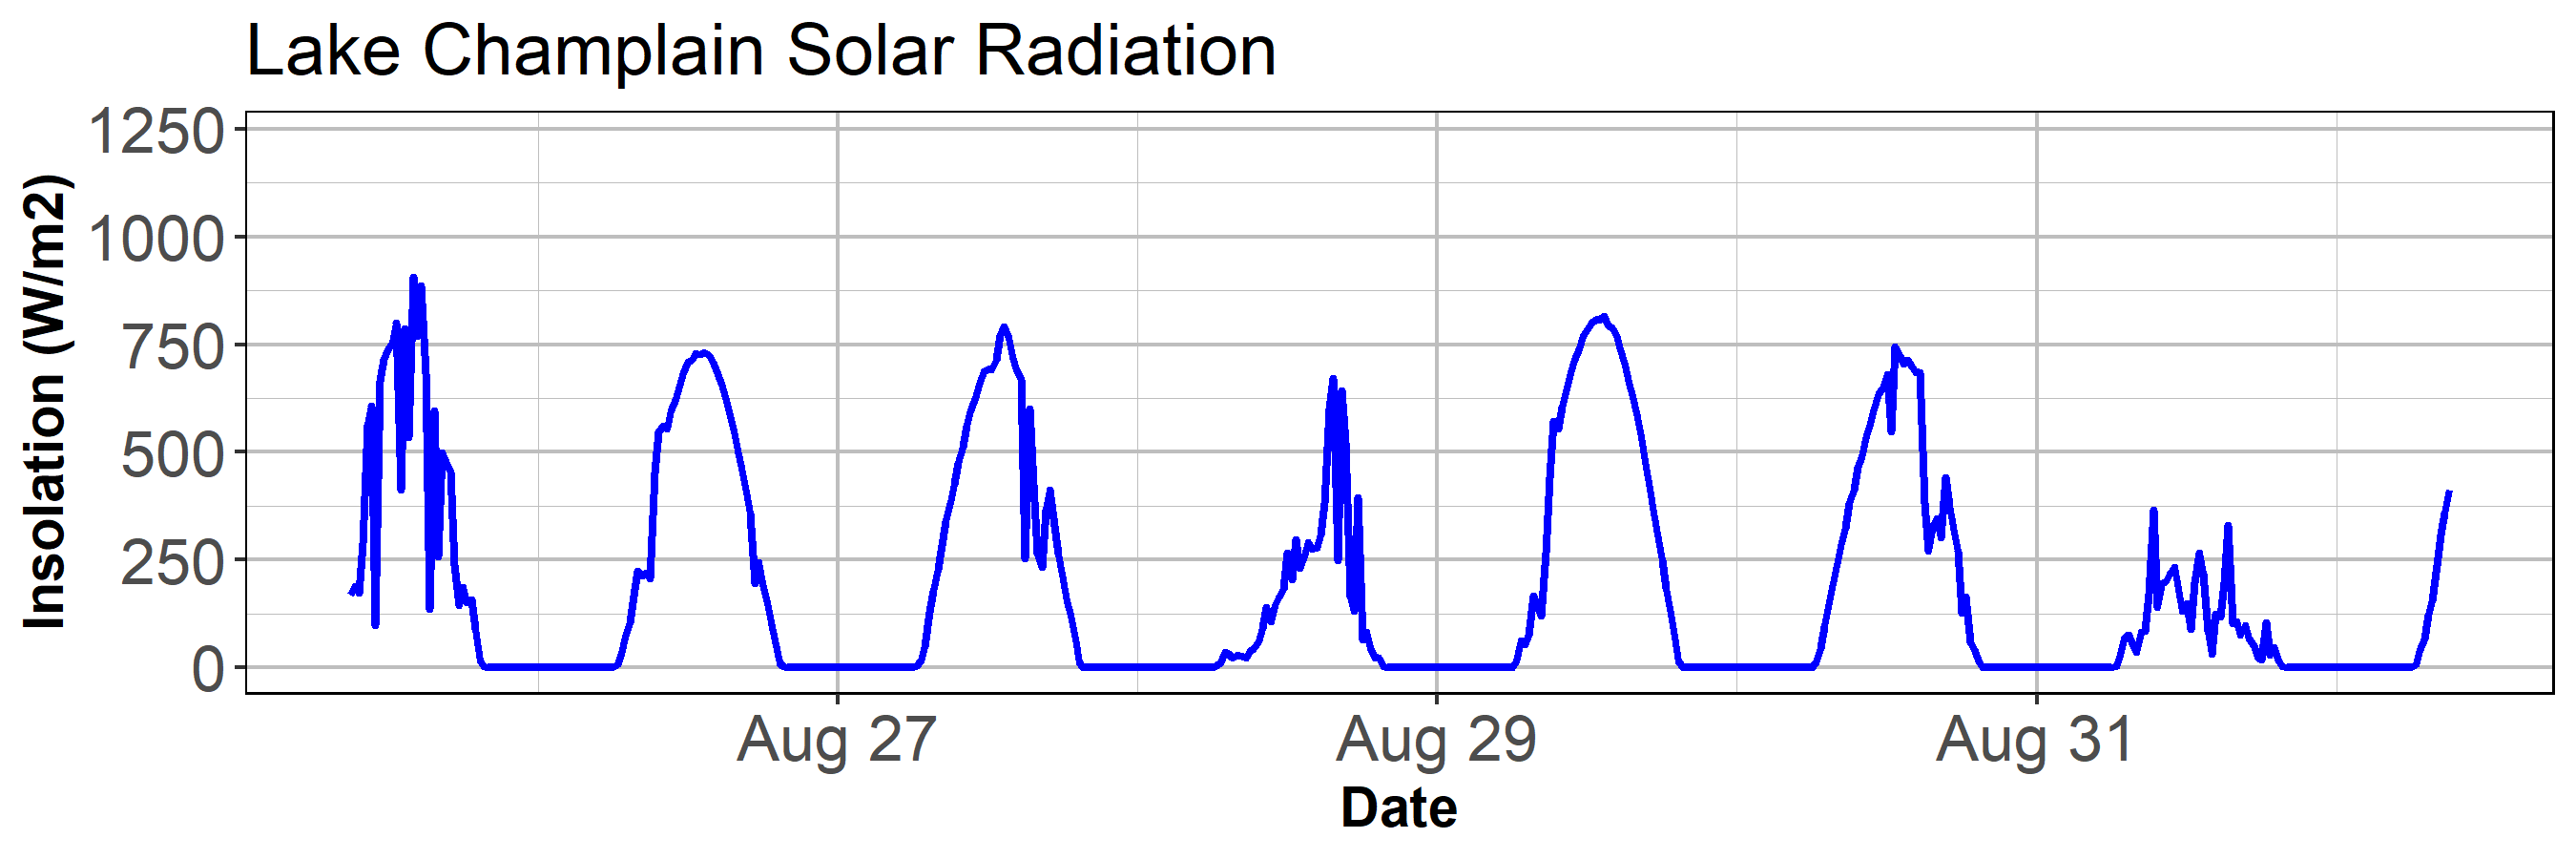 Lake Champlain Solar Radiation
Insolation (W/m2)
1250
1000
750
500
250
0
Aug 27 Aug 29 Aug 31
Date